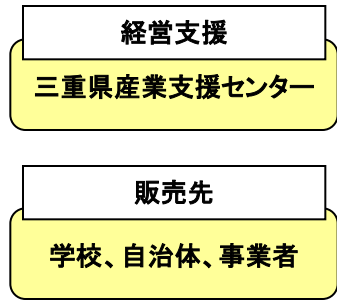 経営支援
三重県産業支援センター
販売先
学校、自治体、事業者